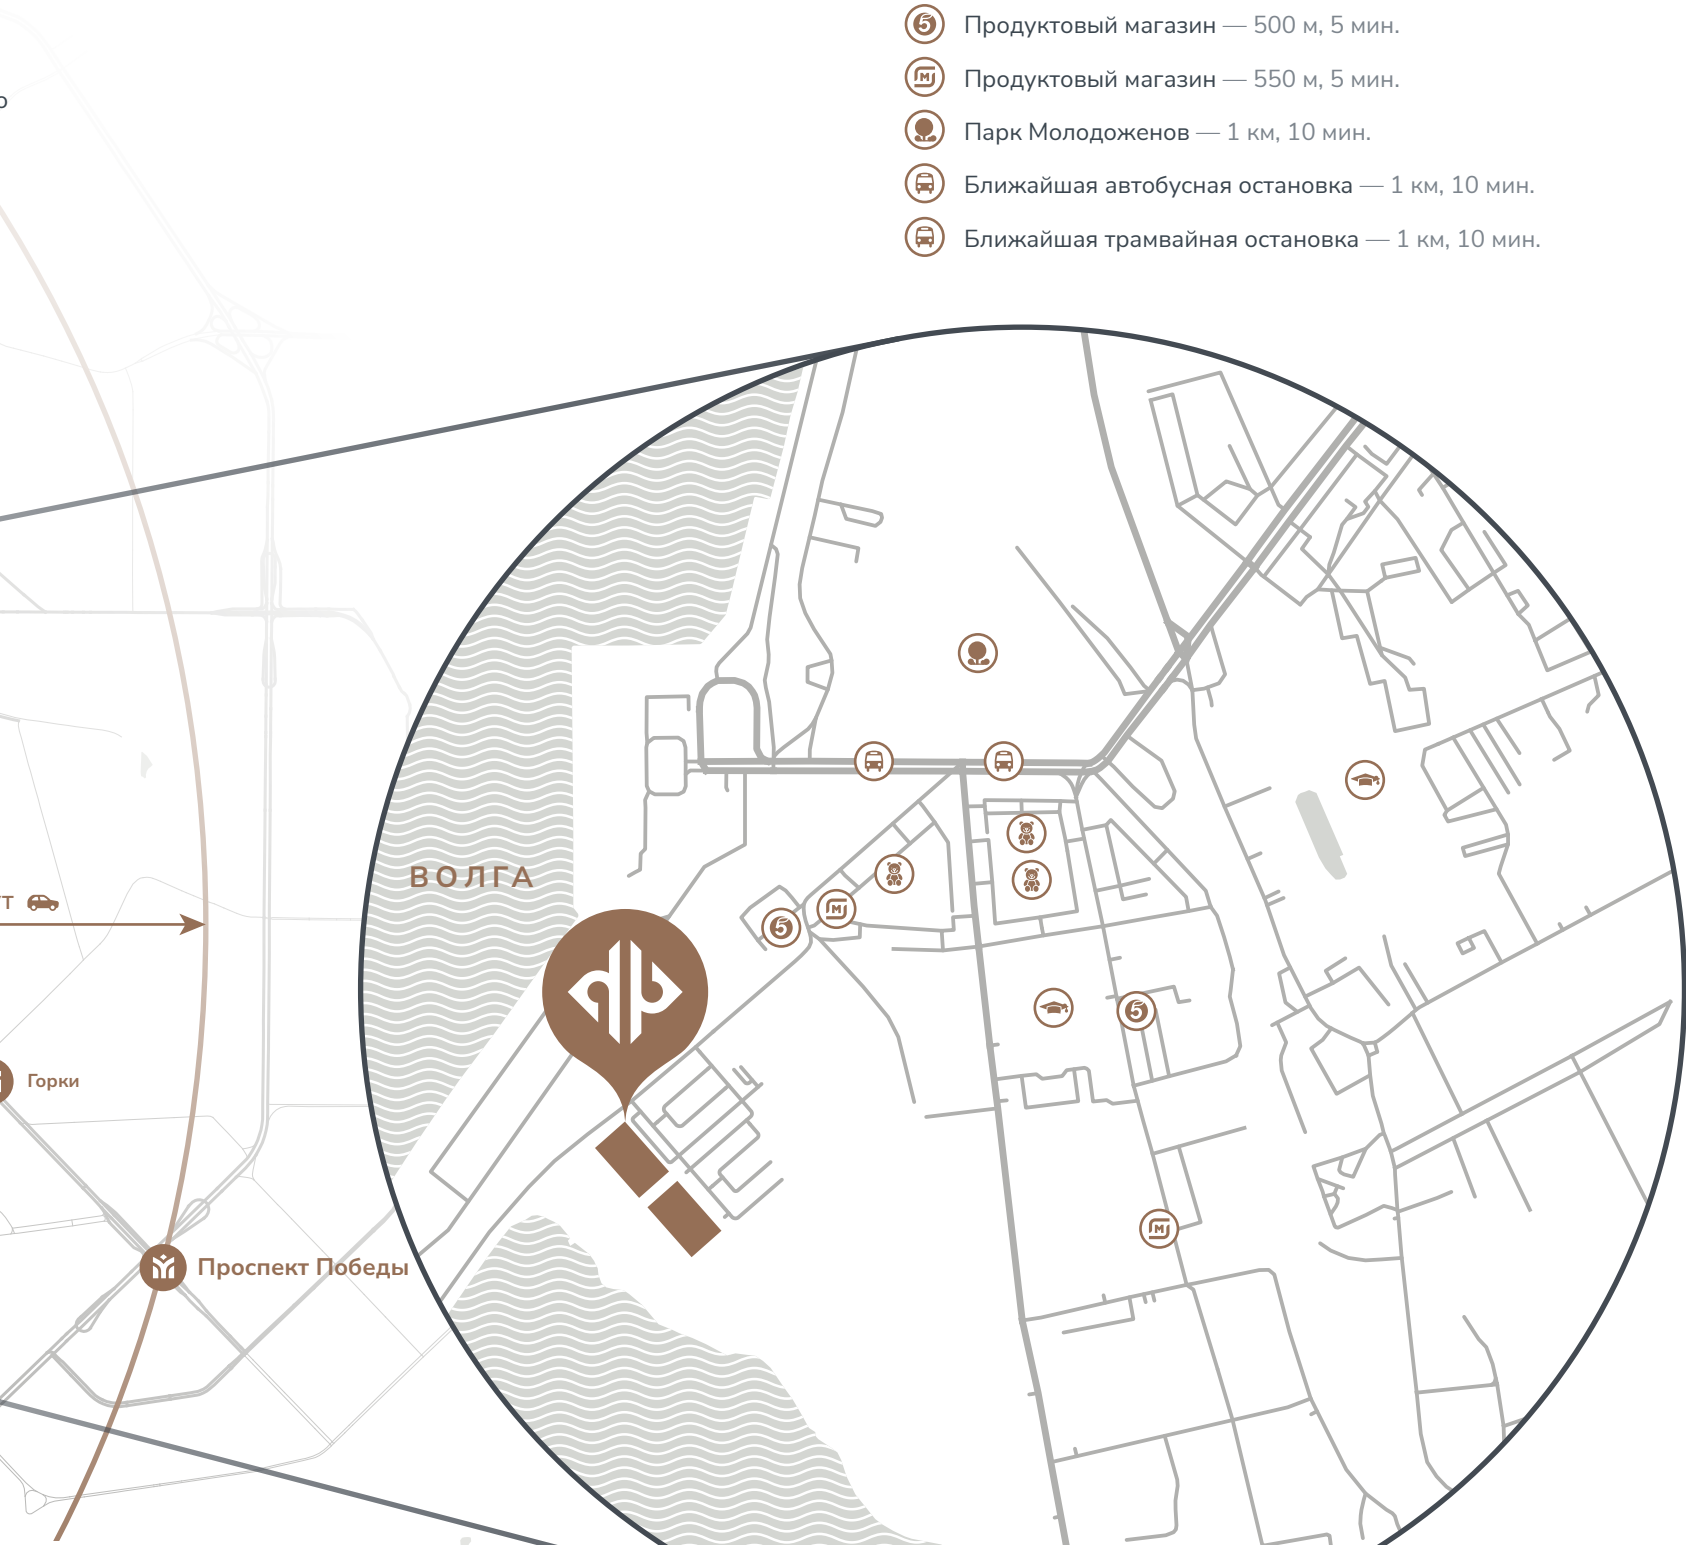 Продуктовый магазин — 500 м, 5 мин.
Продуктовый магазин — 550 м, 5 мин.
Парк Молодоженов — 1 км, 10 мин.
Ближайшая автобусная остановка — 1 км, 10 мин.
Ближайшая трамвайная остановка — 1 км, 10 мин.
ВОЛГА
Горки
Проспект Победы